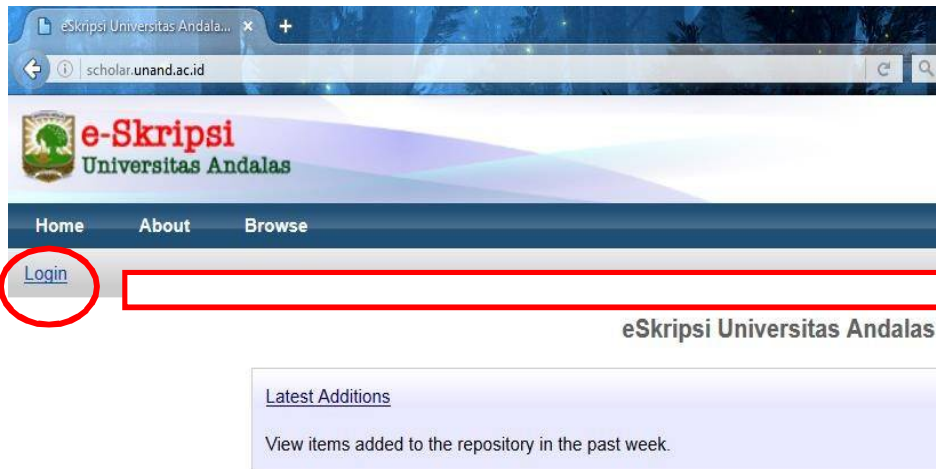 eSkripsi Universitas Andala...
scholar.unand.ac.id
e-Skripsi
Universitas Andalas
Home About Browse
Login
eSkripsi Universitas Andalas
Latest Additions
View items added to the repository in the past week.